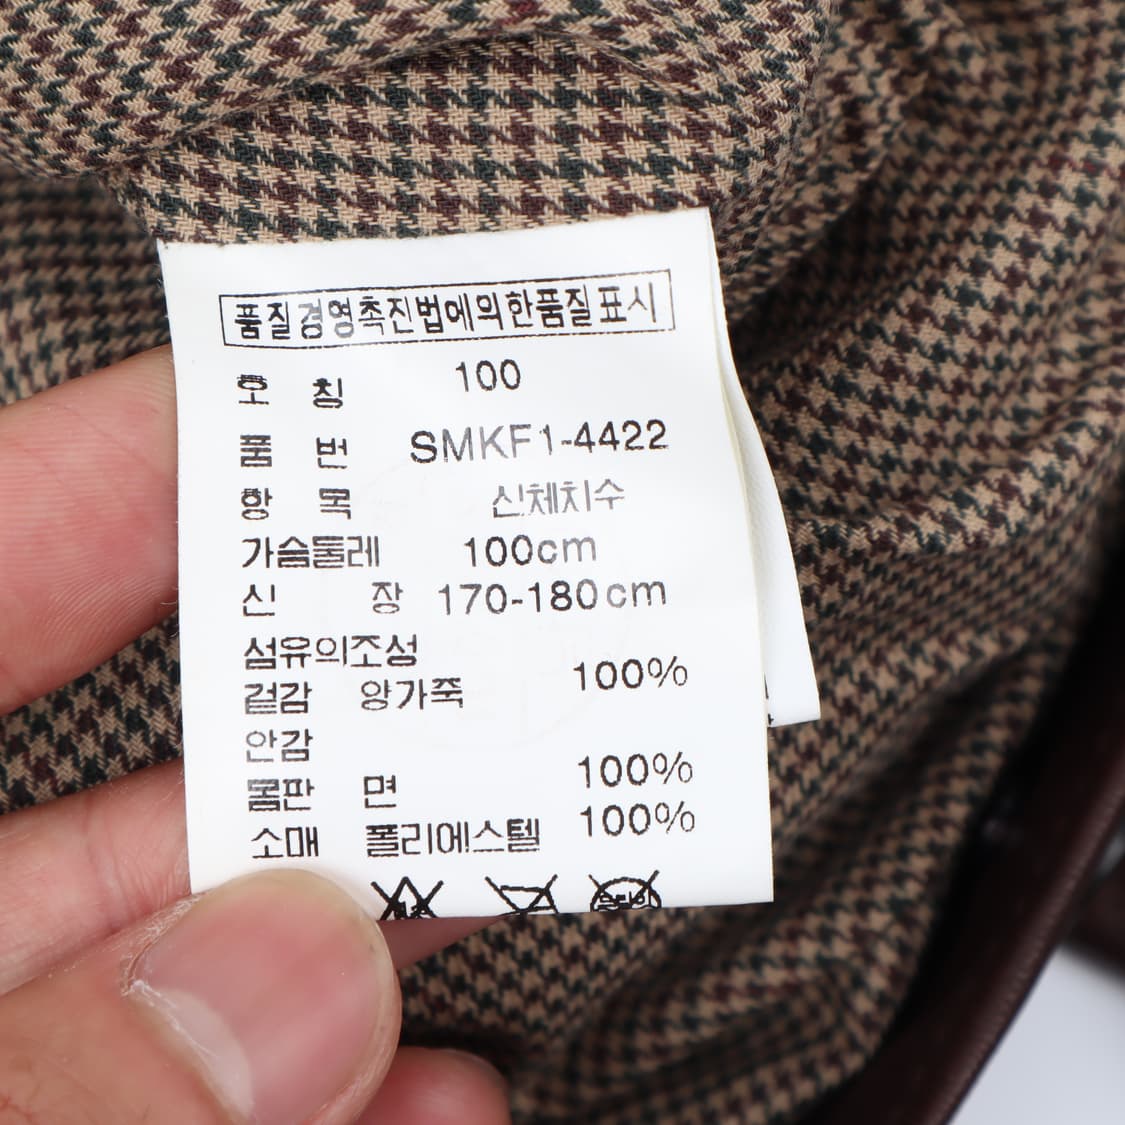 품질경영촉진법에의한품질표시
호 칭 100
품 번 SMKF1-4422
항 목 신체치수
가슴둘레 100cm
신 장 170-180cm
섬유의조성
겉감 양가죽 100%
안감
몸판 면 100%
소매 폴리에스텔 100%